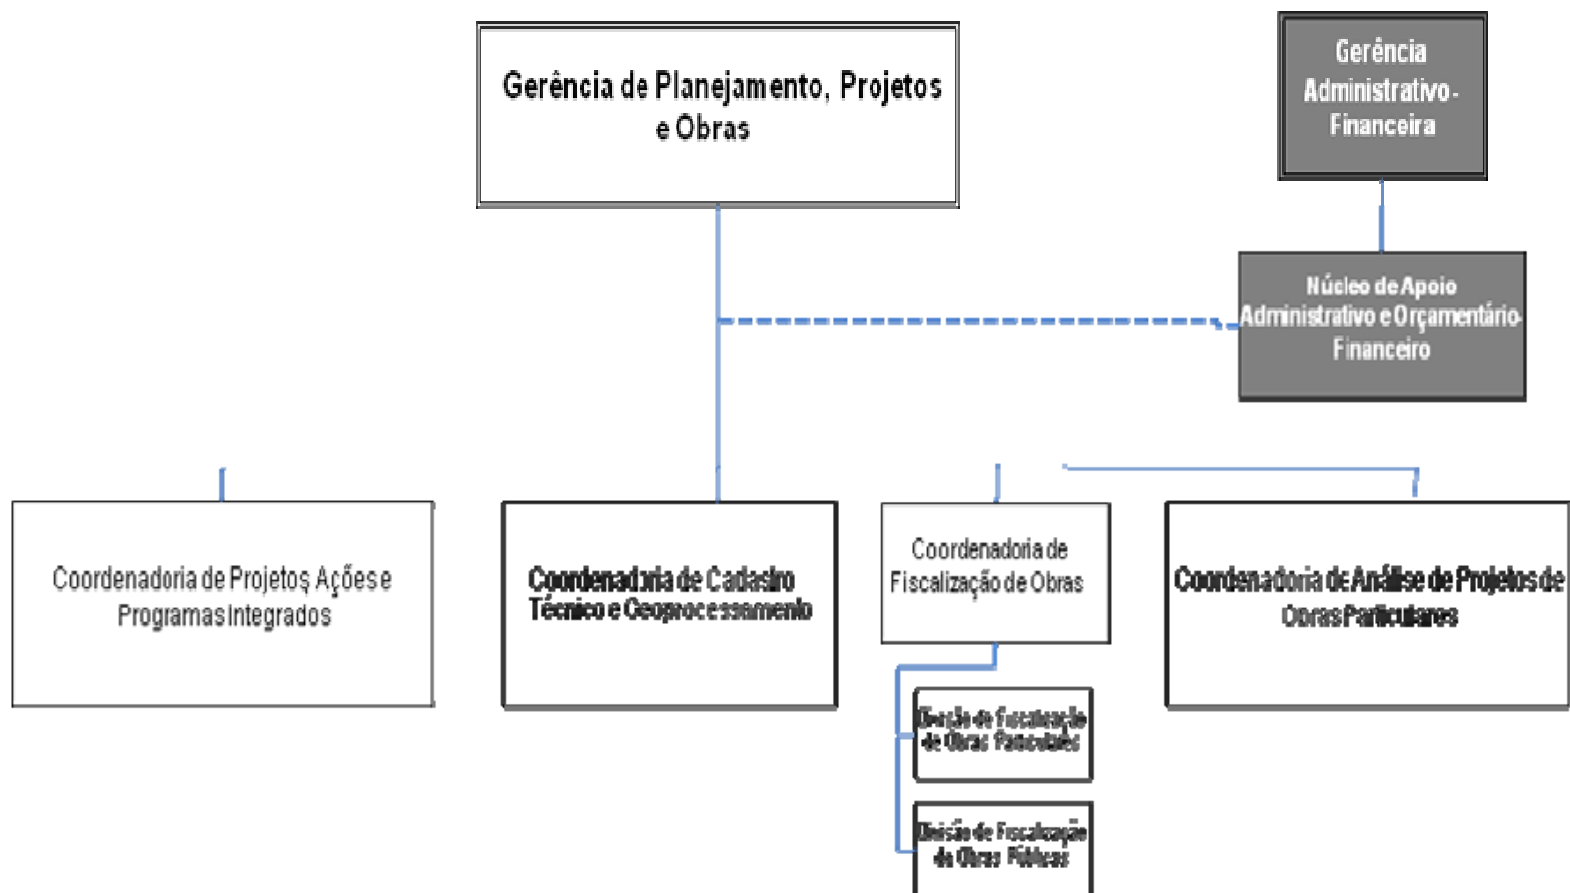 Gerência de Planejamento, Projetos
e Obras
Gerência
Administrativo-
Financeira
Núcleo de Apoio
Administrativo e Orçamentário-
Financeiro
Coordenadoria de Projetos, Ações e
Programas Integrados
Coordenadoria de Cadastro
Técnico e Geoprocessamento
Coordenadoria de
Fiscalização de Obras
Coordenadoria de Análise de Projetos de
Obras Particulares
Divisão de Fiscalização
de Obras Particulares
Divisão de Fiscalização
de Obras Públicas